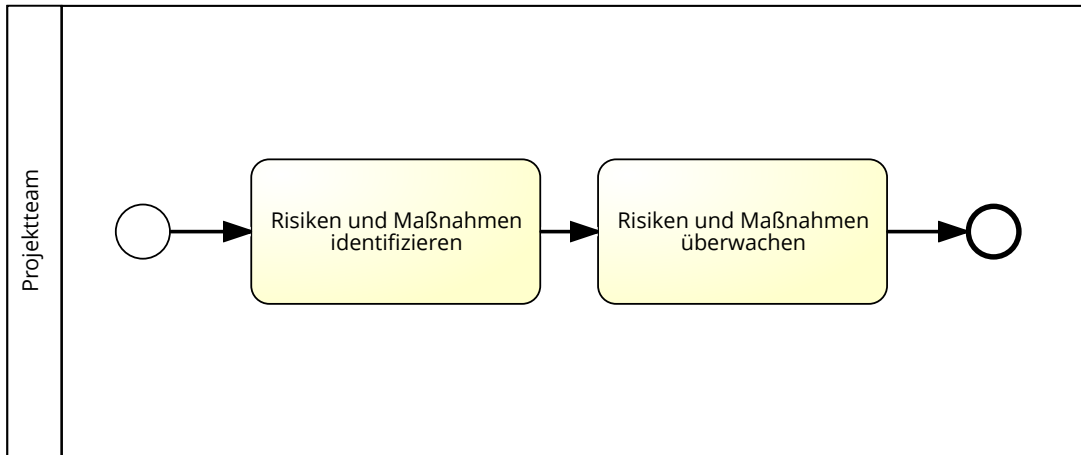 Projektteam
Risiken und Maßnahmen
identifizieren
Risiken und Maßnahmen
überwachen